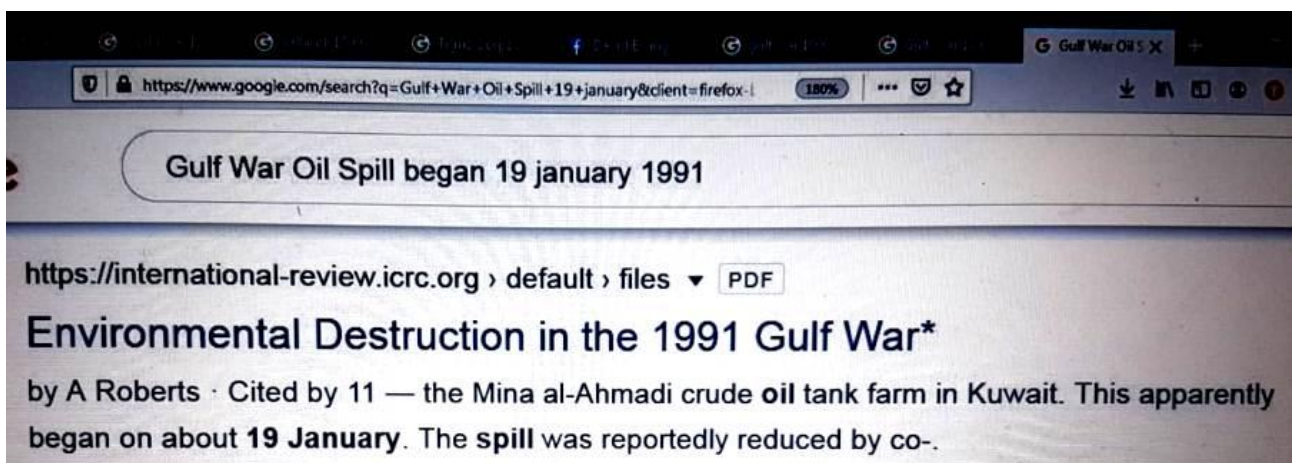 Gulf War Oil S
https://www.google.com/search?q=Gulf+War+Oil+Spill+19+january&client=firefox-
180%
Gulf War Oil Spill began 19 january 1991
https://international-review.icrc.org › default › files PDF
Environmental Destruction in the 1991 Gulf War*
by A Roberts · Cited by 11 — the Mina al-Ahmadi crude oil tank farm in Kuwait. This apparently
began on about 19 January. The spill was reportedly reduced by co-.